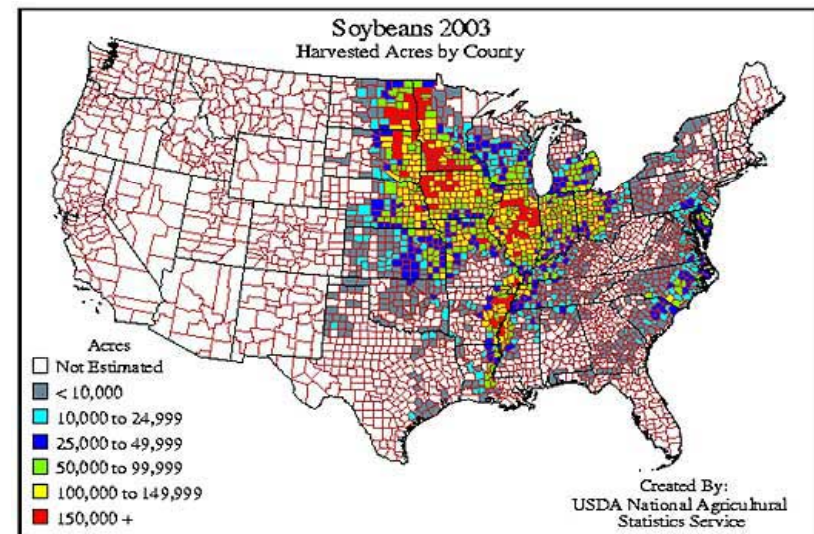 Soybeans 2003
Harvested Acres by County
Acres
Not Estimated
< 10,000
10,000 to 24,999
25,000 to 49,999
50,000 to 99,999
100,000 to 149,999
150,000 +
Created By:
USDA National Agricultural
Statistics Service